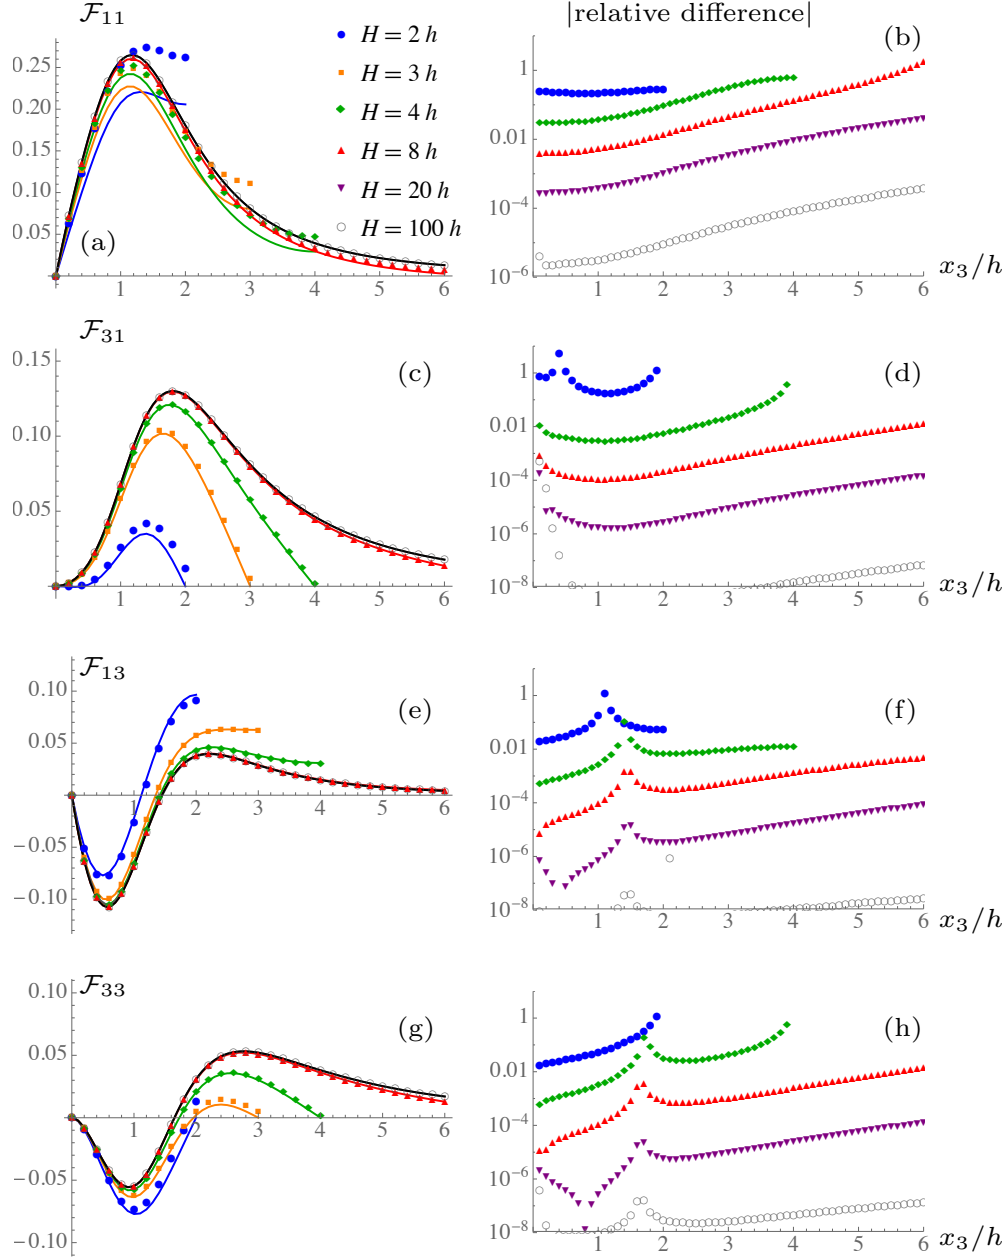 𝓕₁₁
|relative difference|
0.25
0.20
0.15
0.10
0.05
(a)
1 2 3 4 5 6
H = 2 h
H = 3 h
H = 4 h
H = 8 h
H = 20 h
H = 100 h
(b)
1
0.01
10⁻⁴
10⁻⁶
1 2 3 4 5 6
x₃/h
𝓕₃₁
0.15
0.10
0.05
(c)
1 2 3 4 5 6
(d)
1
0.01
10⁻⁴
10⁻⁶
10⁻⁸
1 2 3 4 5 6
x₃/h
𝓕₁₃
0.10
0.05
−0.05
−0.10
(e)
1 2 3 4 5 6
(f)
1
0.01
10⁻⁴
10⁻⁶
10⁻⁸
1 2 3 4 5 6
x₃/h
𝓕₃₃
0.10
0.05
−0.05
−0.10
(g)
1 2 3 4 5 6
(h)
1
0.01
10⁻⁴
10⁻⁶
10⁻⁸
1 2 3 4 5 6
x₃/h